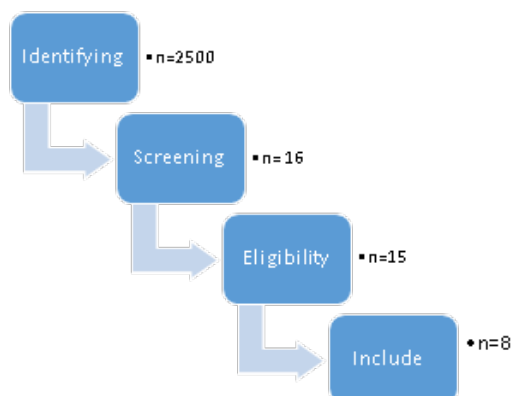 Identifying
▪ n=2500
Screening
▪ n=16
Eligibility
▪ n=15
Include
• n=8